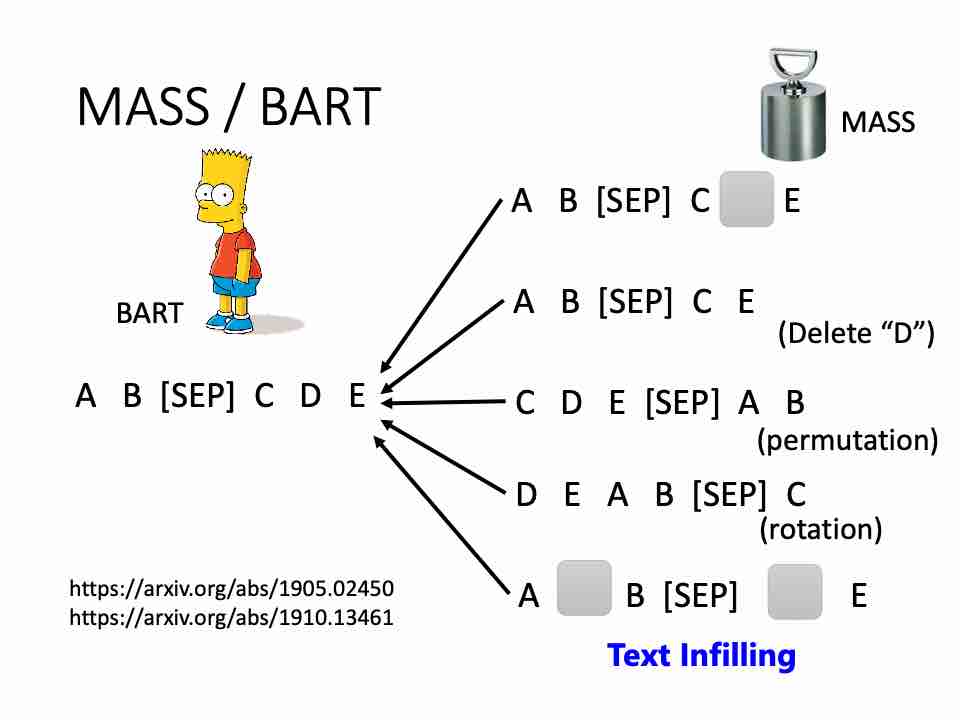 MASS / BART
MASS
BART
A B [SEP] C E
A B [SEP] C E
(Delete “D”)
A B [SEP] C D E
C D E [SEP] A B
(permutation)
D E A B [SEP] C
(rotation)
A B [SEP] E
Text Infilling
https://arxiv.org/abs/1905.02450
https://arxiv.org/abs/1910.13461